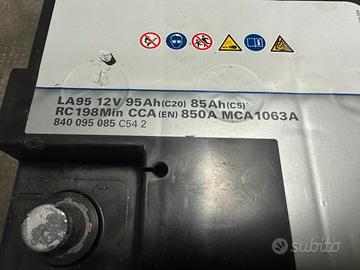 LA95 12V 95Ah(C20) 85Ah(C5)
RC198Min CCA(EN) 850A MCA1063A
840 095 085 C54 2
subito